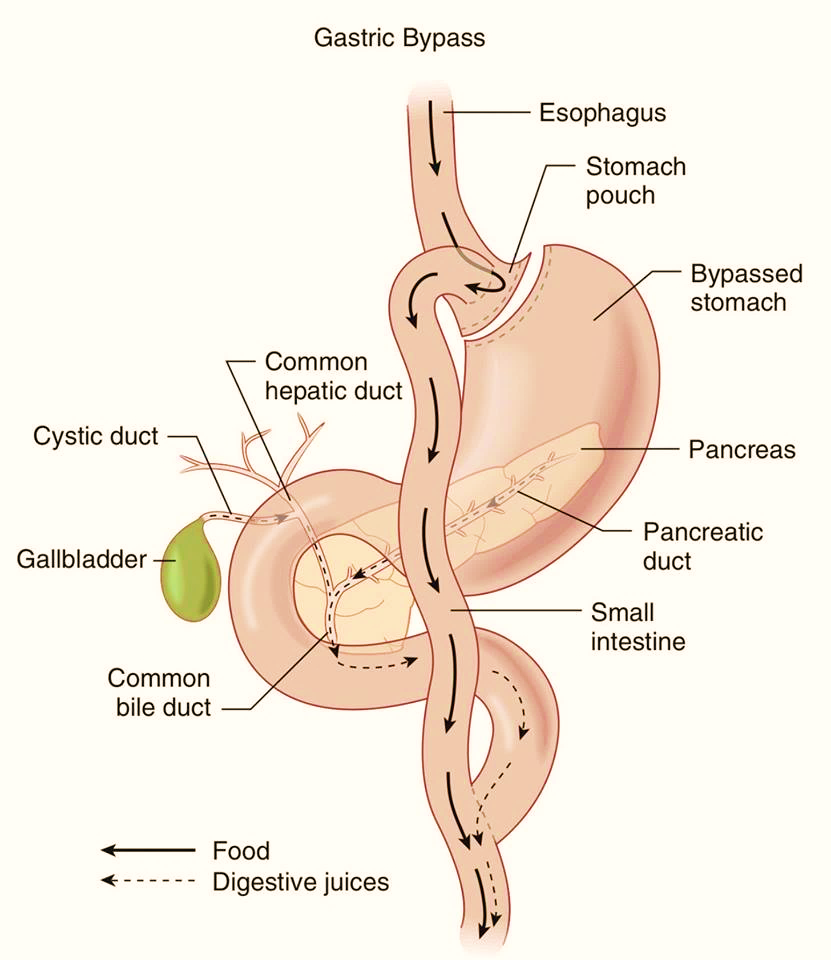 Gastric Bypass
Esophagus
Stomach
pouch
Bypassed
stomach
Common
hepatic duct
Cystic duct
Pancreas
Pancreatic
duct
Gallbladder
Small
intestine
Common
bile duct
Food
Digestive juices